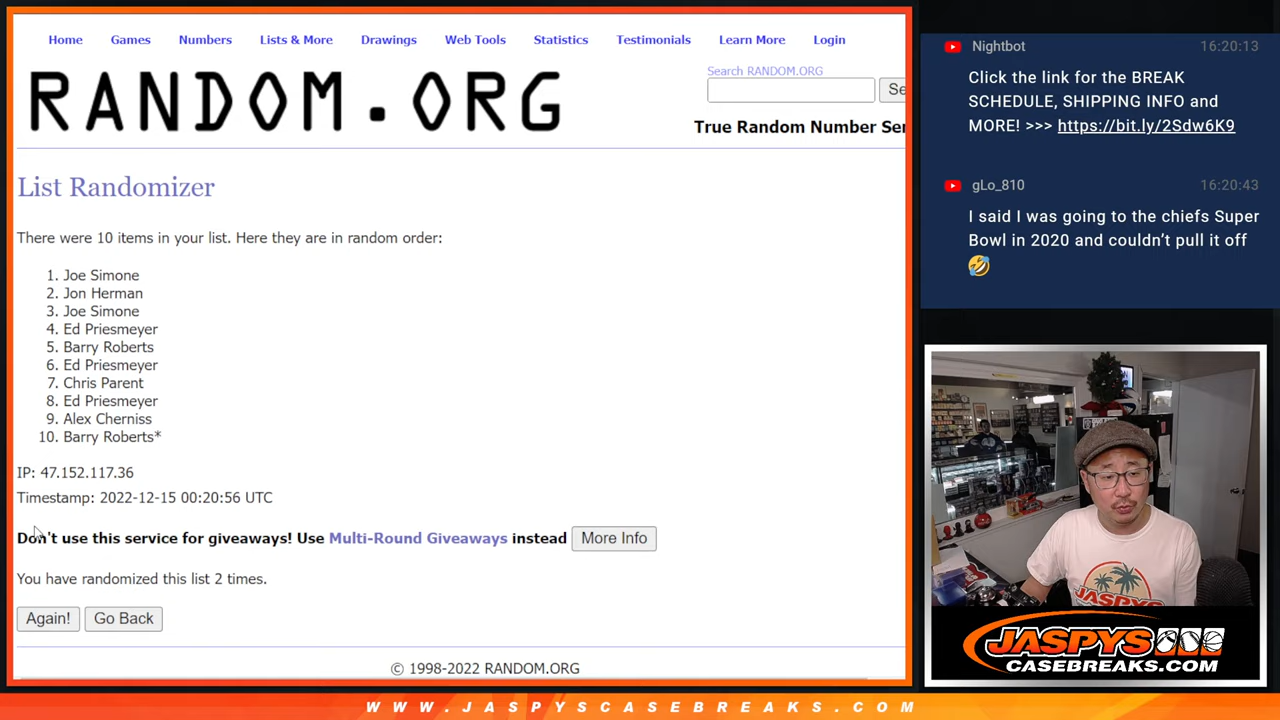 Home Games Numbers Lists & More Drawings Web Tools Statistics Testimonials Learn More Login
Search RANDOM.ORG
RANDOM.ORG
Se
True Random Number Ser
List Randomizer
There were 10 items in your list. Here they are in random order:
1. Joe Simone
2. Jon Herman
3. Joe Simone
4. Ed Priesmeyer
5. Barry Roberts
6. Ed Priesmeyer
7. Chris Parent
8. Ed Priesmeyer
9. Alex Cherniss
10. Barry Roberts*
IP: 47.152.117.36
Timestamp: 2022-12-15 00:20:56 UTC
Don't use this service for giveaways! Use Multi-Round Giveaways instead More Info
You have randomized this list 2 times.
Again! Go Back
© 1998-2022 RANDOM.ORG
Nightbot 16:20:13
Click the link for the BREAK
SCHEDULE, SHIPPING INFO and
MORE! >>> https://bit.ly/2Sdw6K9
gLo_810 16:20:43
I said I was going to the chiefs Super
Bowl in 2020 and couldn't pull it off
🤣
JASPYS
JASPYS
CASEBREAKS.COM
WWW.JASPYSCASEBREAKS.COM